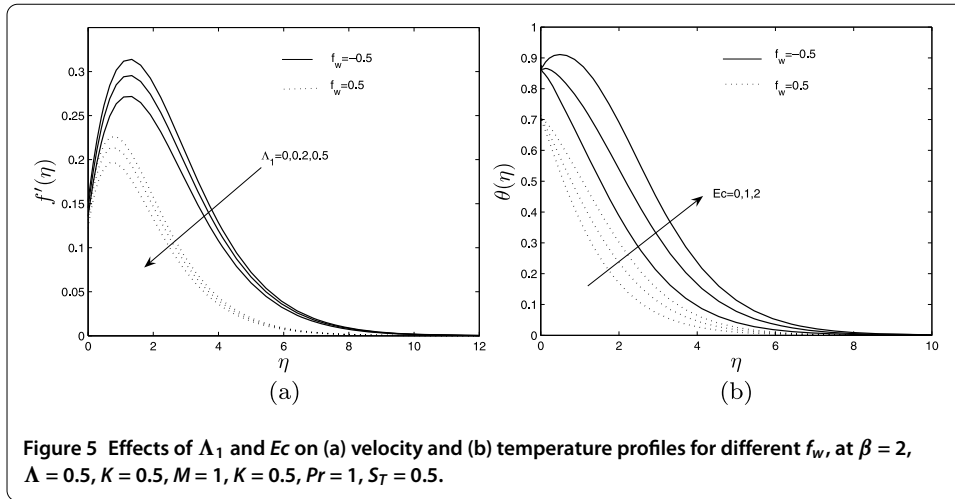 f_w=−0.5
f_w=0.5
Λ_1=0,0.2,0.5
f′(η)
0.3
0.25
0.2
0.15
0.1
0.05
0
0 2 4 6 8 10 12
η
(a)
f_w=−0.5
f_w=0.5
Ec=0,1,2
θ(η)
1
0.9
0.8
0.7
0.6
0.5
0.4
0.3
0.2
0.1
0
0 2 4 6 8 10
η
(b)
Figure 5 Effects of Λ_1 and Ec on (a) velocity and (b) temperature profiles for different f_w, at β = 2,
Λ = 0.5, K = 0.5, M = 1, K = 0.5, Pr = 1, S_T = 0.5.